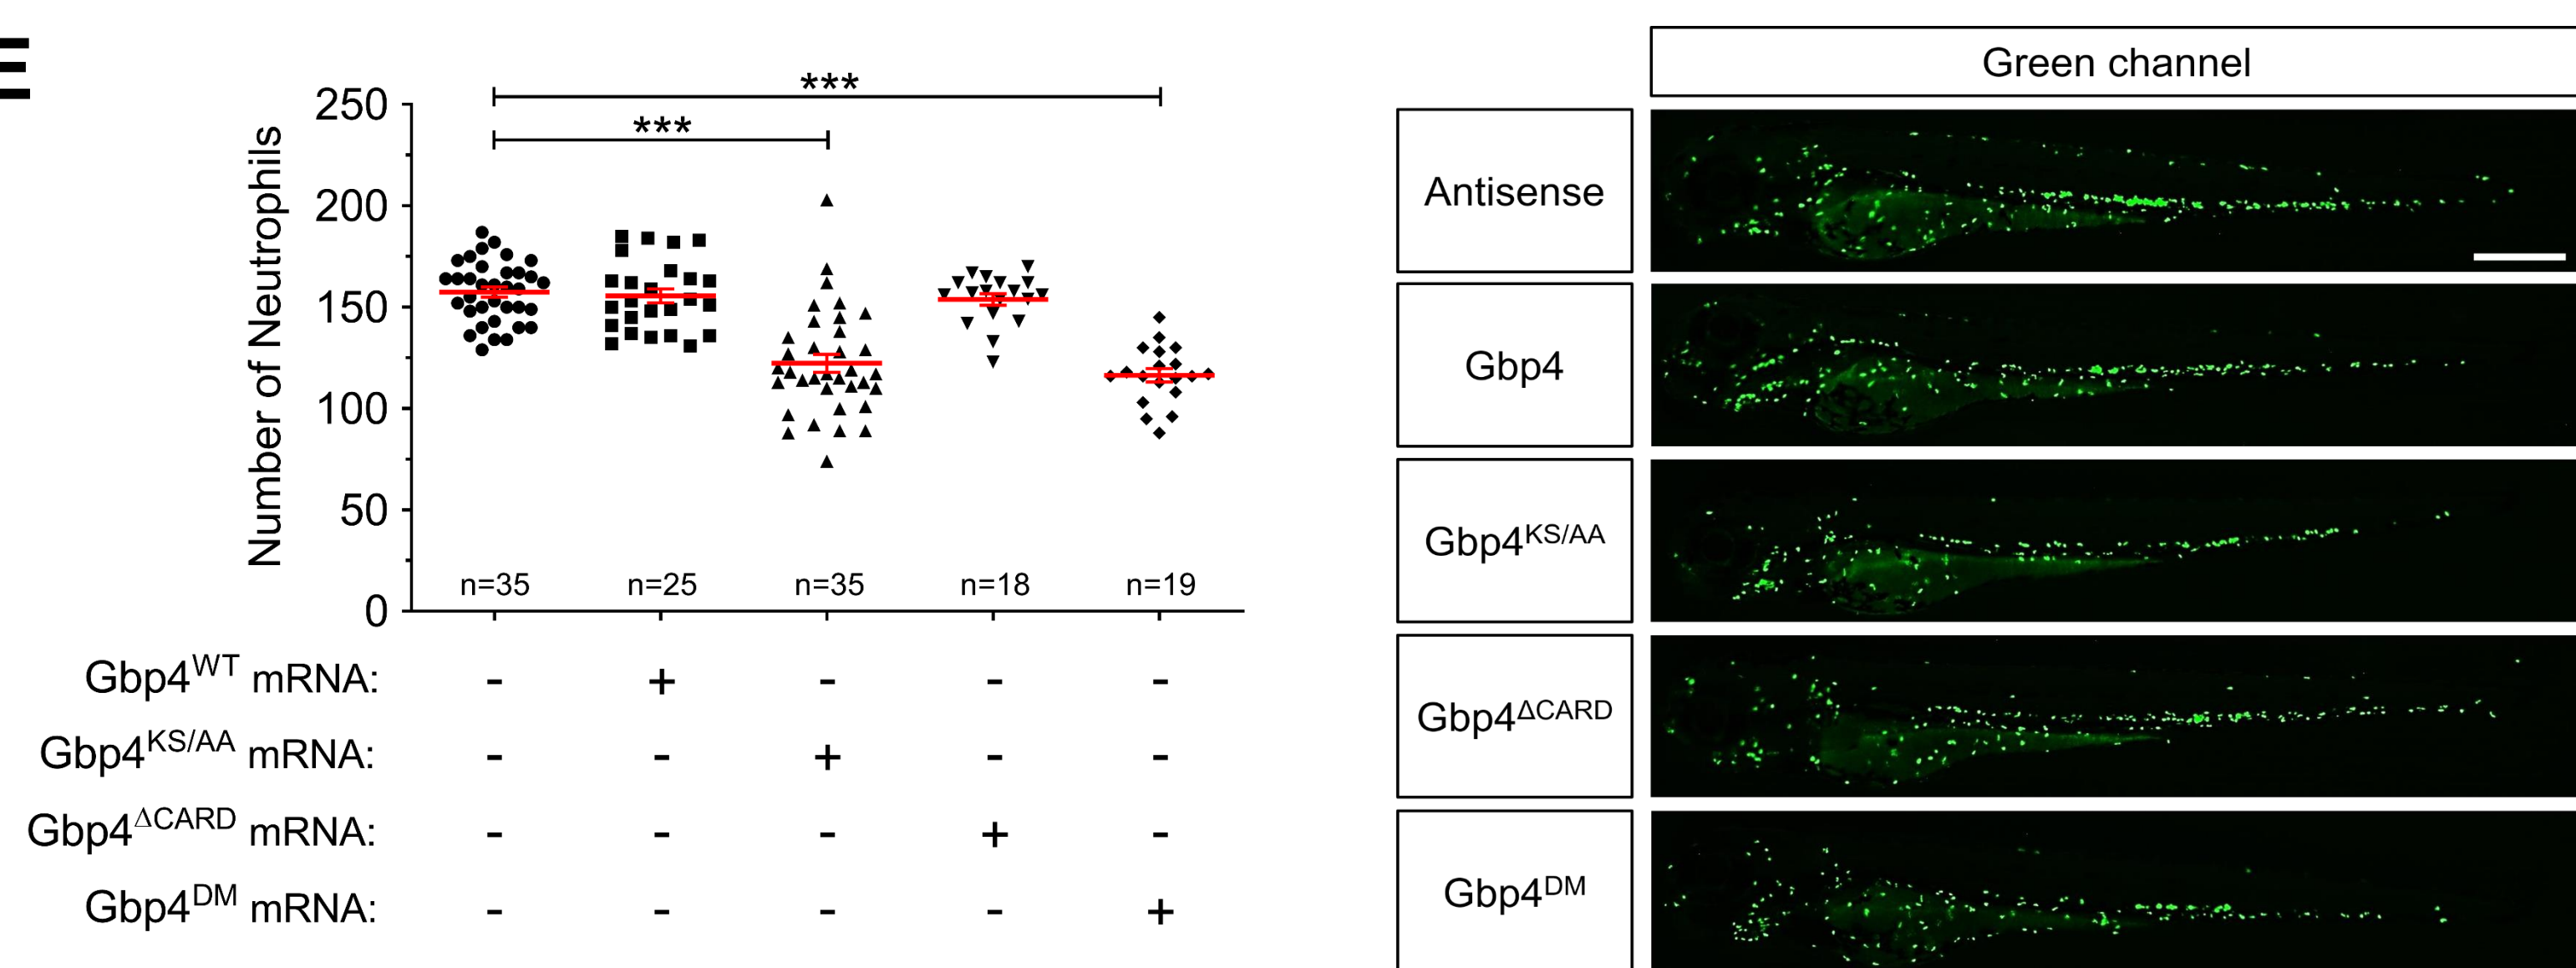 E
Green channel
***
***
250
200
150
100
50
0
Number of Neutrophils
n=35 n=25 n=35 n=18 n=19
Gbp4WT mRNA: - + - - -
Gbp4KS/AA mRNA: - - + - -
Gbp4ΔCARD mRNA: - - - + -
Gbp4DM mRNA: - - - - +
Antisense
Gbp4
Gbp4KS/AA
Gbp4ΔCARD
Gbp4DM